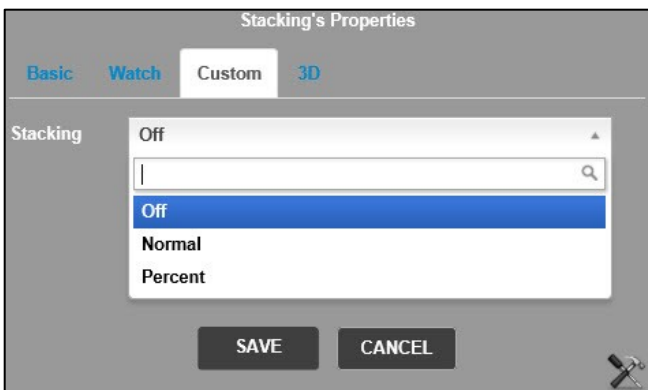 Stacking's Properties
Basic Watch Custom 3D
Stacking Off
Off
Normal
Percent
SAVE CANCEL